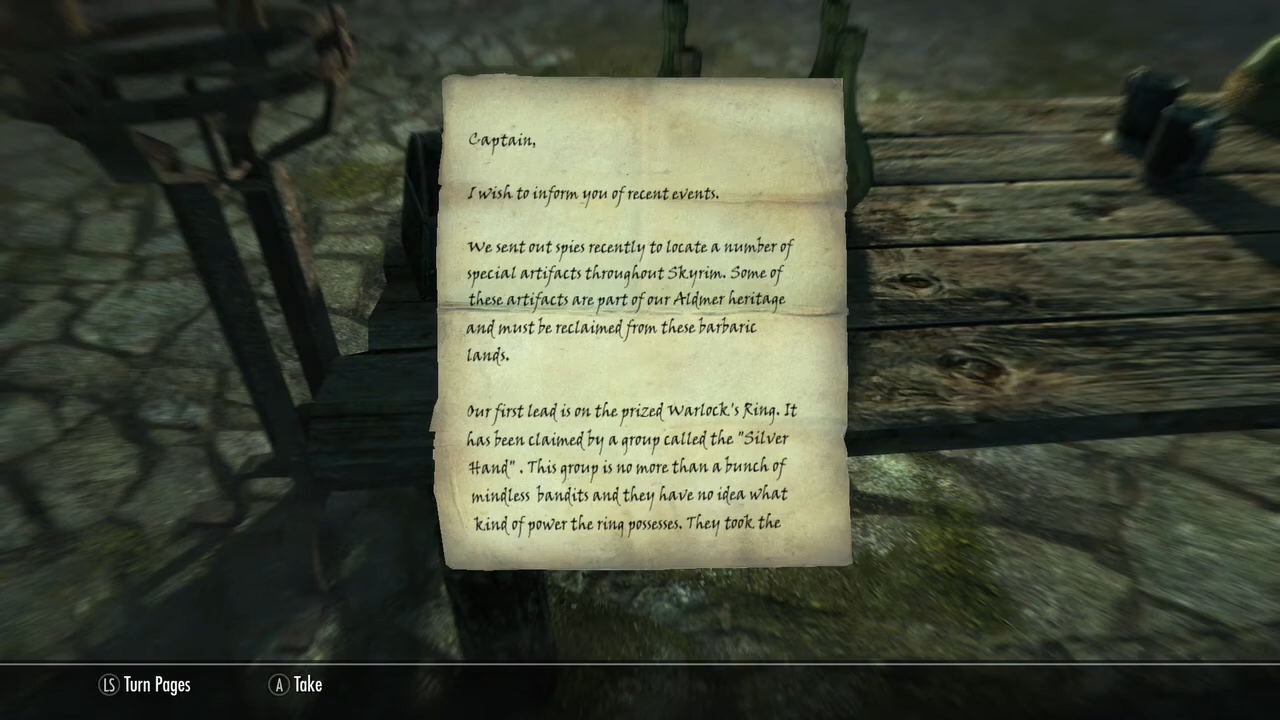 Captain,
I wish to inform you of recent events.
We sent out spies recently to locate a number of
special artifacts throughout Skyrim. Some of
these artifacts are part of our Aldmer heritage
and must be reclaimed from these barbaric
lands.
Our first lead is on the prized Warlock's Ring. It
has been claimed by a group called the "Silver
Hand" . This group is no more than a bunch of
mindless bandits and they have no idea what
kind of power the ring possesses. They took the
LS Turn Pages A Take